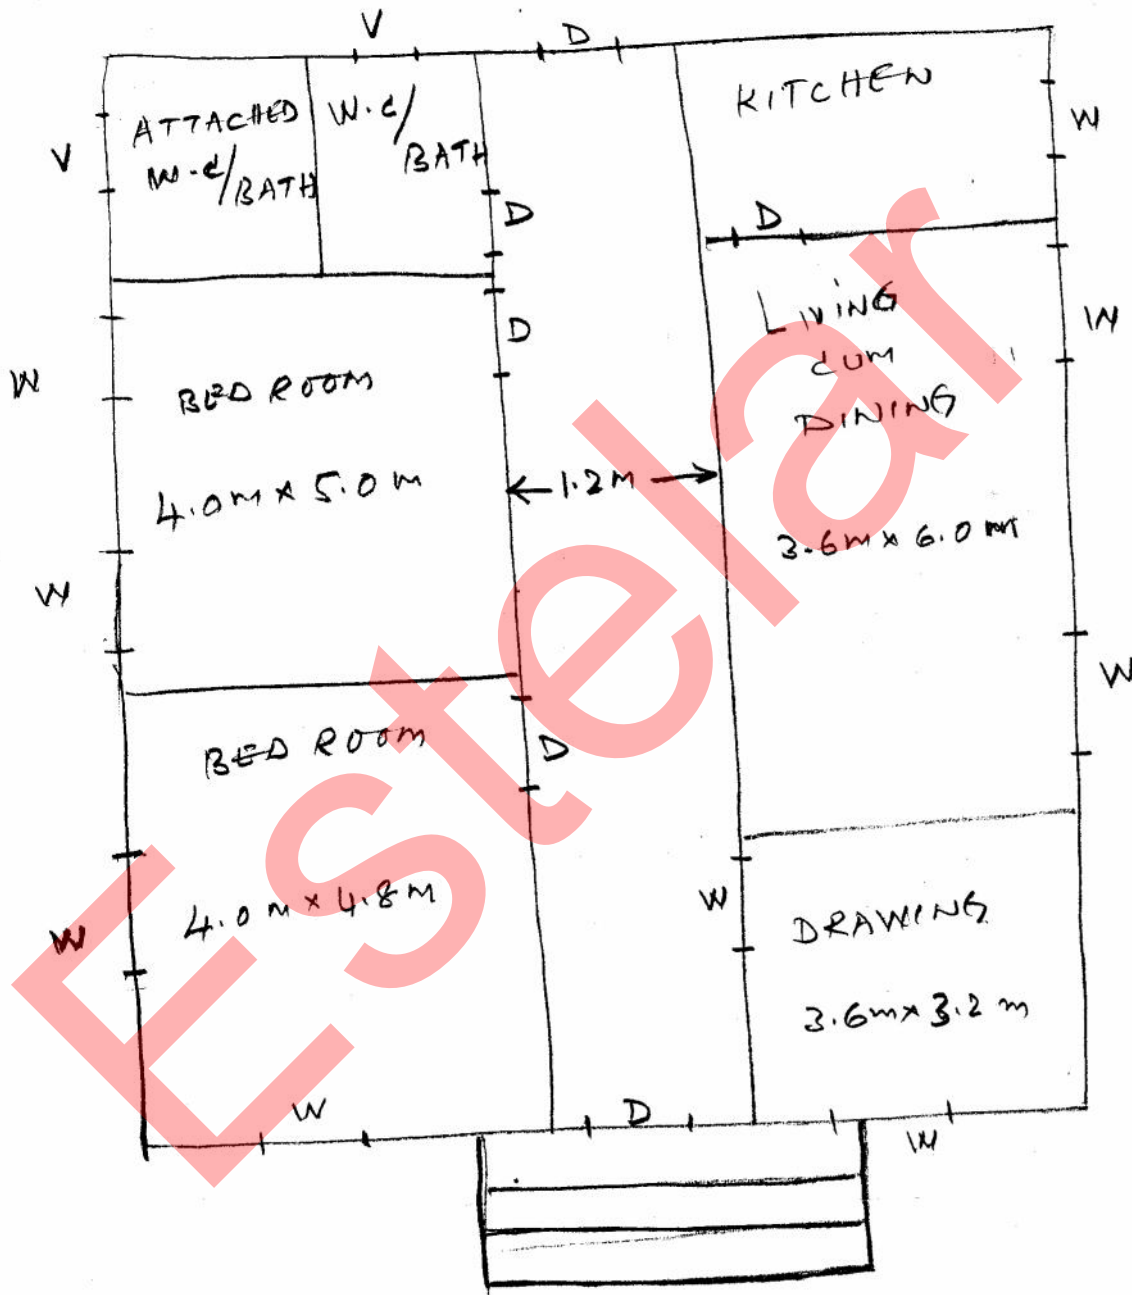 V
D
ATTACHED
W.C/BATH
W.C/
BATH
KITCHEN
V
W
D
D
D
W
BED ROOM
4.0m x 5.0m
W
1.2M
LIVING
CUM
DINING
3.6m x 6.0m
W
W
BED ROOM
4.0m x 4.8m
D
W
W
W
DRAWING
3.6m x 3.2m
W
D
W
Estelar